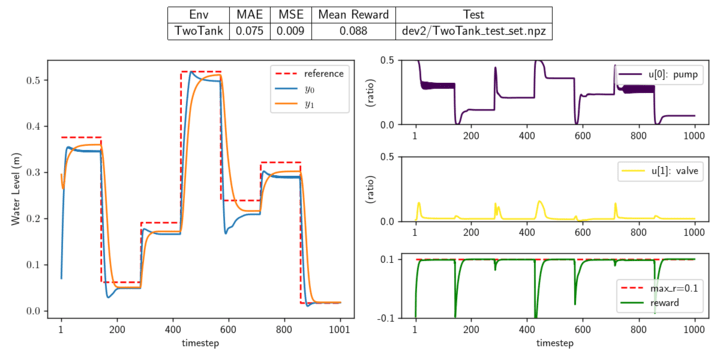 Env MAE MSE Mean Reward Test
TwoTank 0.075 0.009 0.088 dev2/TwoTank_test_set.npz
0.5
0.4
0.3
0.2
0.1
0.0
Water Level (m)
reference
y0
y1
1 200 400 600 800 1001
timestep
0.5
0.0
(ratio)
u[0]: pump
1 200 400 600 800 1000
0.5
0.0
(ratio)
u[1]: valve
1 200 400 600 800 1000
0.1
-0.1
max_r=0.1
reward
1 200 400 600 800 1000
timestep